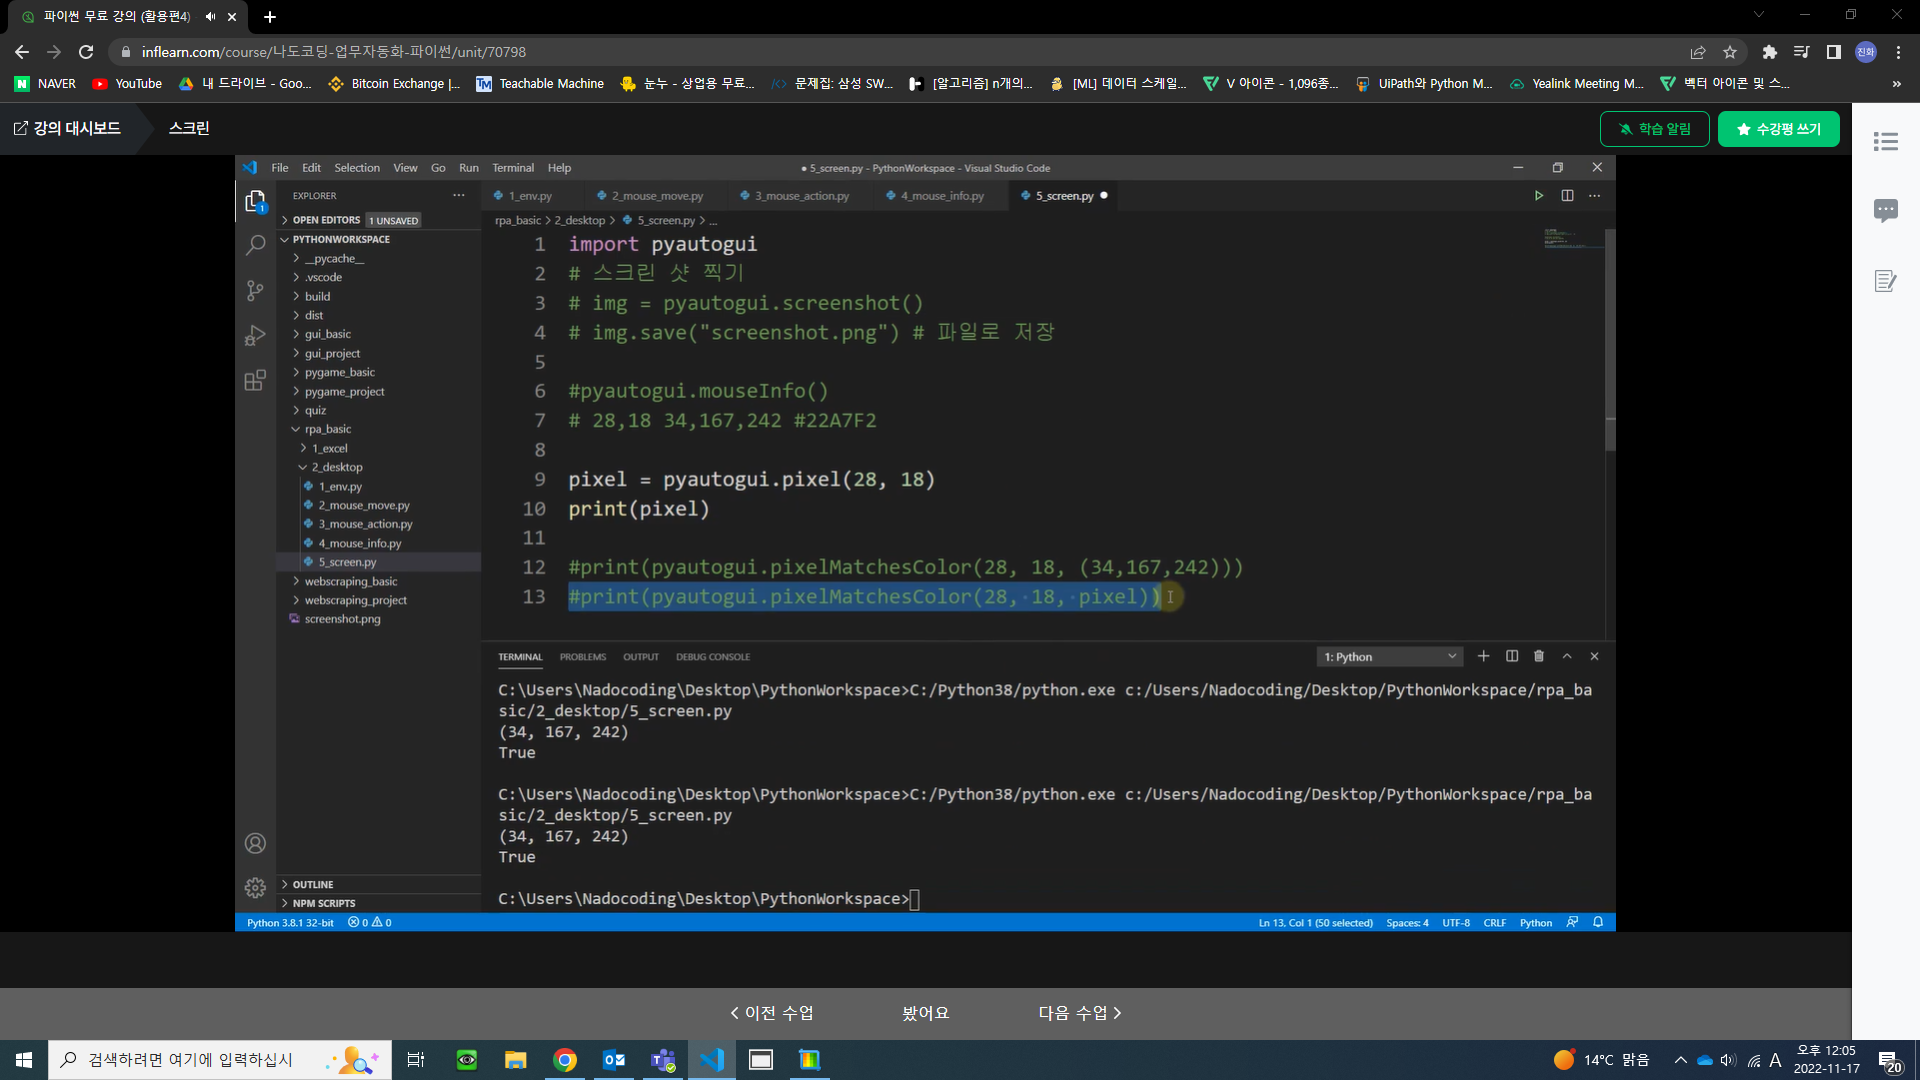 파이썬 무료 강의 (활용편4)
inflearn.com/course/나도코딩-업무자동화-파이썬/unit/70798
진화
NAVER
YouTube
내 드라이브 - Goo...
Bitcoin Exchange |...
Teachable Machine
눈누 - 상업용 무료...
문제집: 삼성 SW...
[알고리즘] n개의...
[ML] 데이터 스케일...
V 아이콘 - 1,096종...
UiPath와 Python M...
Yealink Meeting M...
벡터 아이콘 및 스...
강의 대시보드
스크린
학습 알림
수강평 쓰기
File Edit Selection View Go Run Terminal Help
● 5_screen.py - PythonWorkspace - Visual Studio Code
EXPLORER
1_env.py
2_mouse_move.py
3_mouse_action.py
4_mouse_info.py
5_screen.py
OPEN EDITORS 1 UNSAVED
rpa_basic > 2_desktop > 5_screen.py > ...
PYTHONWORKSPACE
__pycache__
.vscode
build
dist
gui_basic
gui_project
pygame_basic
pygame_project
quiz
rpa_basic
1_excel
2_desktop
1_env.py
2_mouse_move.py
3_mouse_action.py
4_mouse_info.py
5_screen.py
webscraping_basic
webscraping_project
screenshot.png
OUTLINE
NPM SCRIPTS
1 import pyautogui
2 # 스크린 샷 찍기
3 # img = pyautogui.screenshot()
4 # img.save("screenshot.png") # 파일로 저장
5
6 #pyautogui.mouseInfo()
7 # 28,18 34,167,242 #22A7F2
8
9 pixel = pyautogui.pixel(28, 18)
10 print(pixel)
11
12 #print(pyautogui.pixelMatchesColor(28, 18, (34,167,242)))
13 #print(pyautogui.pixelMatchesColor(28, 18, pixel))
TERMINAL PROBLEMS OUTPUT DEBUG CONSOLE
1: Python
C:\Users\Nadocoding\Desktop\PythonWorkspace>C:/Python38/python.exe c:/Users/Nadocoding/Desktop/PythonWorkspace/rpa_ba
sic/2_desktop/5_screen.py
(34, 167, 242)
True
C:\Users\Nadocoding\Desktop\PythonWorkspace>C:/Python38/python.exe c:/Users/Nadocoding/Desktop/PythonWorkspace/rpa_ba
sic/2_desktop/5_screen.py
(34, 167, 242)
True
C:\Users\Nadocoding\Desktop\PythonWorkspace>
Python 3.8.1 32-bit 0 0
Ln 13, Col 1 (50 selected) Spaces: 4 UTF-8 CRLF Python
이전 수업
봤어요
다음 수업
검색하려면 여기에 입력하십시
14°C 맑음
A
오후 12:05
2022-11-17
20